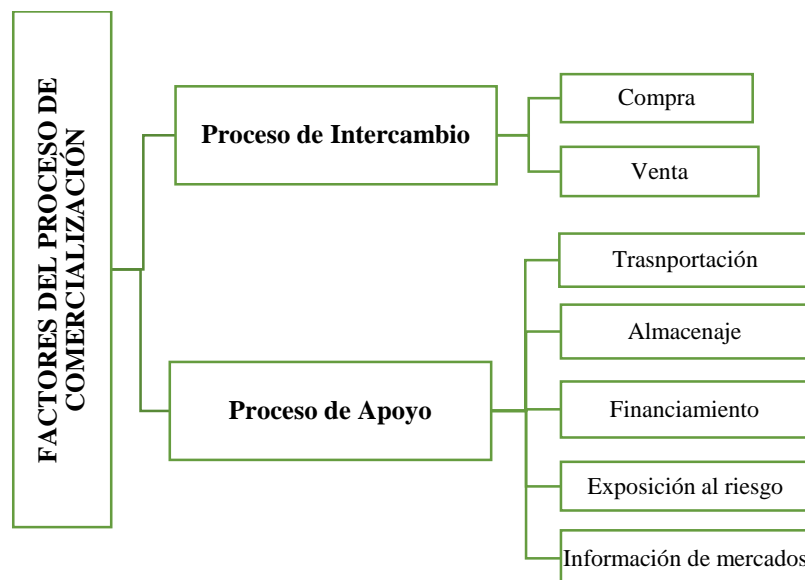 FACTORES DEL PROCESO DE
COMERCIALIZACIÓN
Proceso de Intercambio
Compra
Venta
Proceso de Apoyo
Trasnportación
Almacenaje
Financiamiento
Exposición al riesgo
Información de mercados